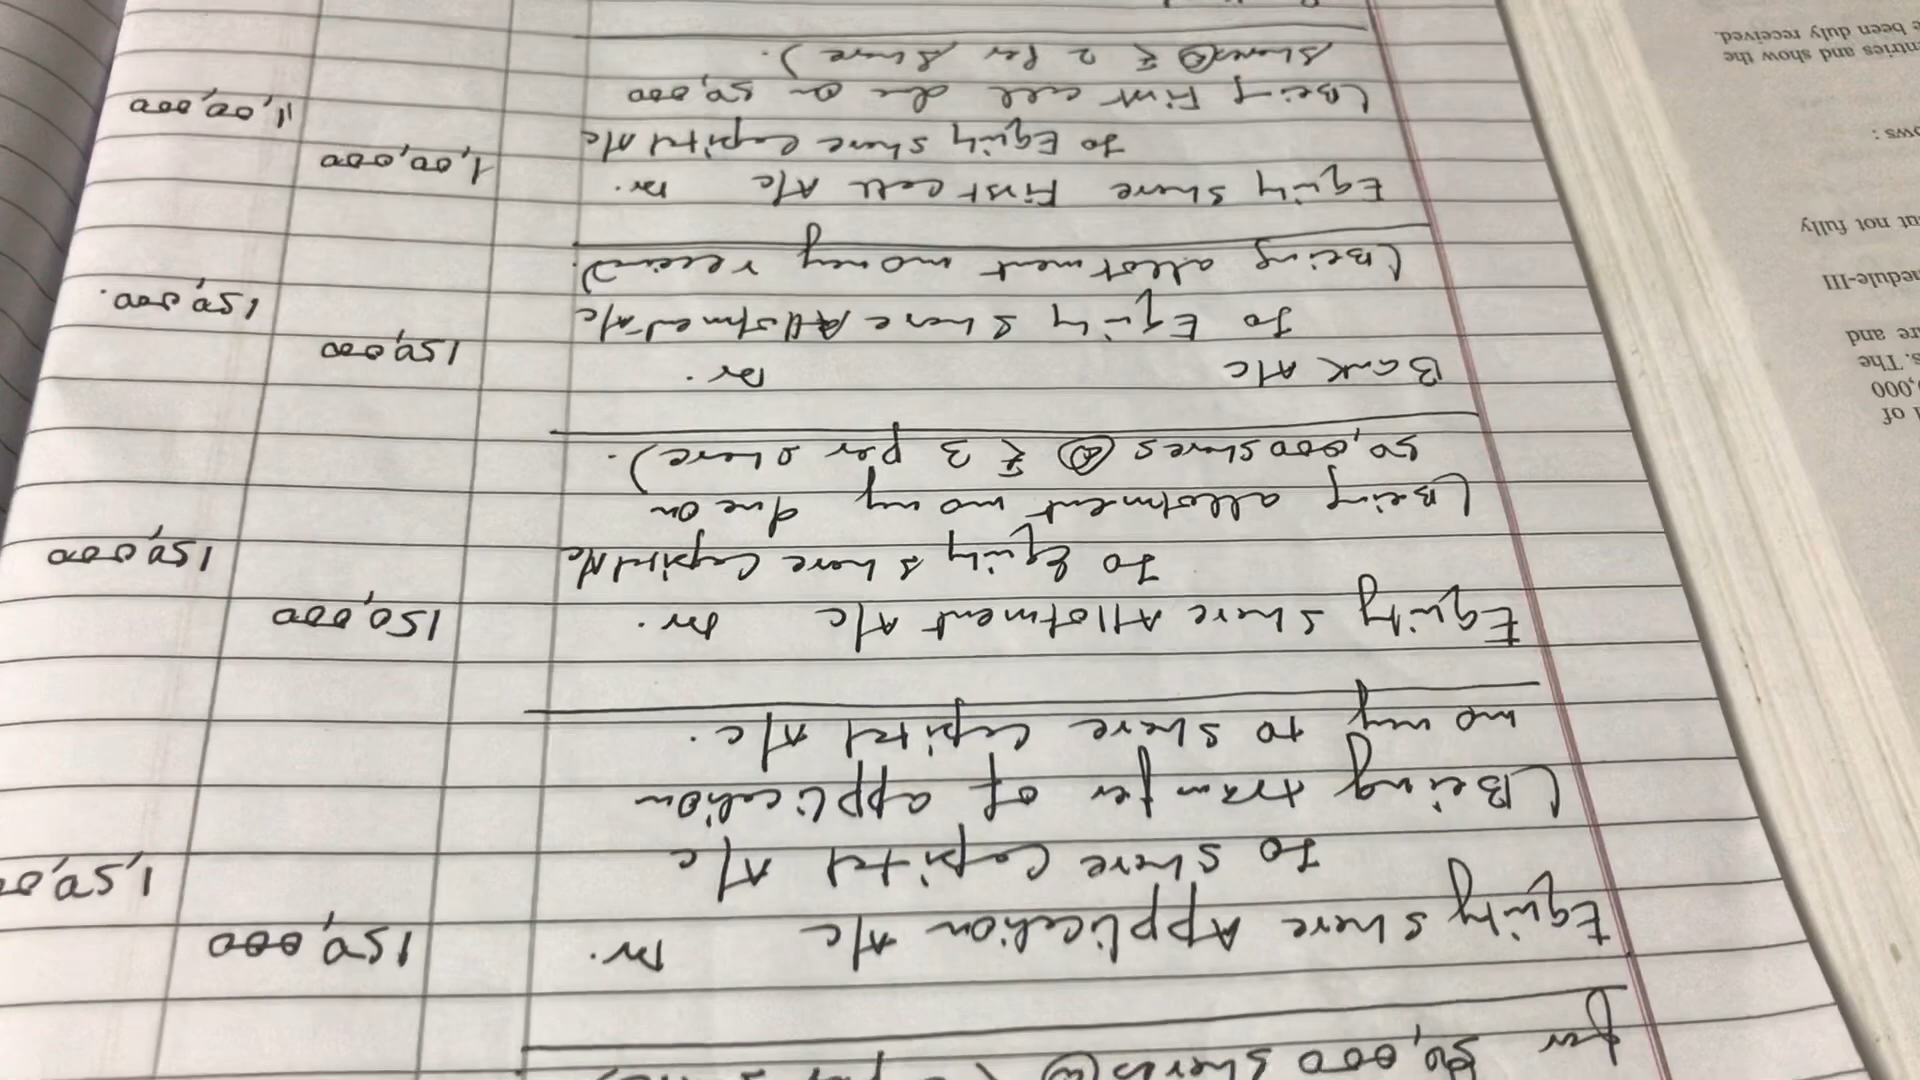 for 50,000 shares @
Equity share Application A/c Dr. 150,000
To share Capital A/c 1,50,0
(Being transfer of application
money to share capital A/c.
Equity share Allotment A/c Dr. 150,000
To Equity share Capital A/c 150,000
(Being allotment money due on
50,000 shares @ ₹ 3 per share).
Bank A/c Dr. 150,000
To Equity share Allotment A/c 150,000.
(Being allotment money received).
Equity share First call A/c Dr. 1,00,000
To Equity share Capital A/c 1,00,000
(Being First call due on 50,000
shares @ ₹ 2 per share).
l of
,000
s. The
re and
hedule-III
ut not fully
ows :
ntries and show the
e been duly received.